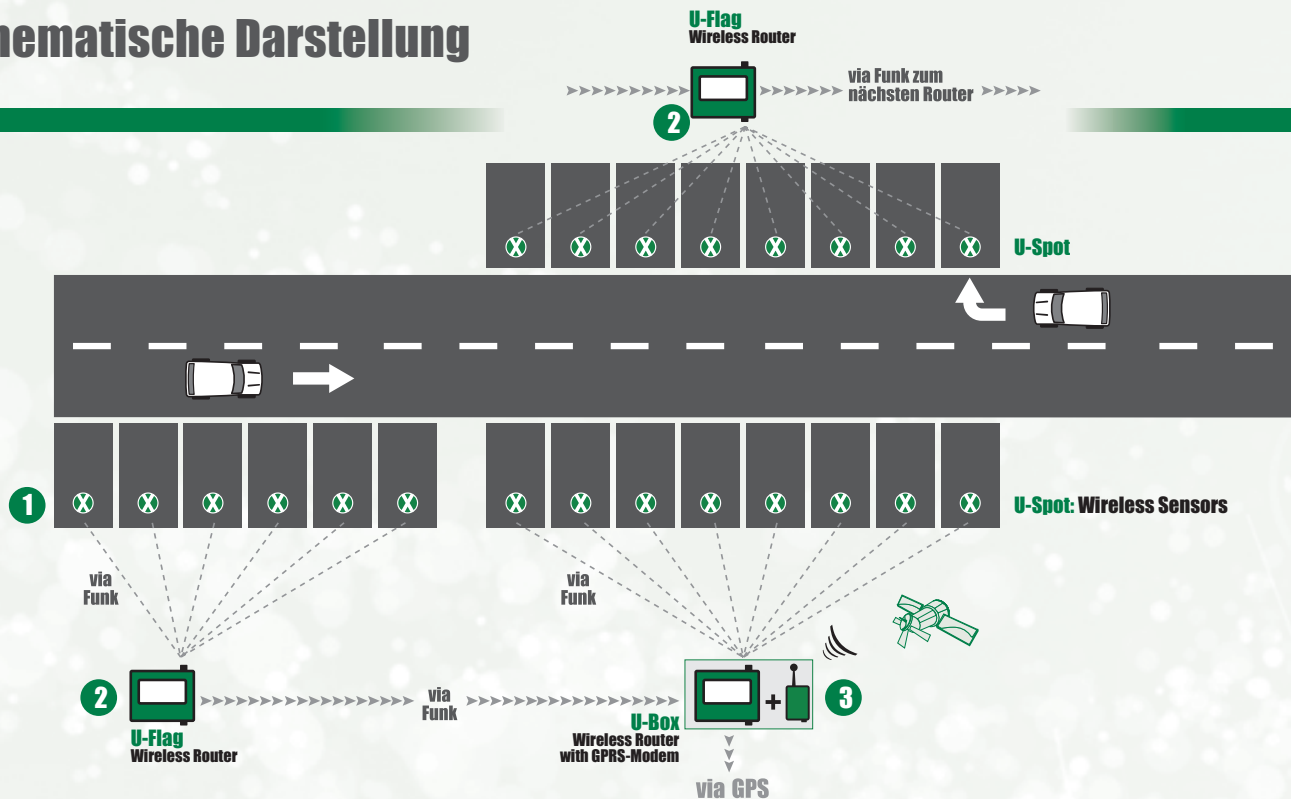 hematische Darstellung
U-Flag
Wireless Router
via Funk zum
nächsten Router
2
U-Spot
1
U-Spot: Wireless Sensors
via
Funk
via
Funk
2
U-Flag
Wireless Router
via
Funk
+
3
U-Box
Wireless Router
with GPRS-Modem
via GPS